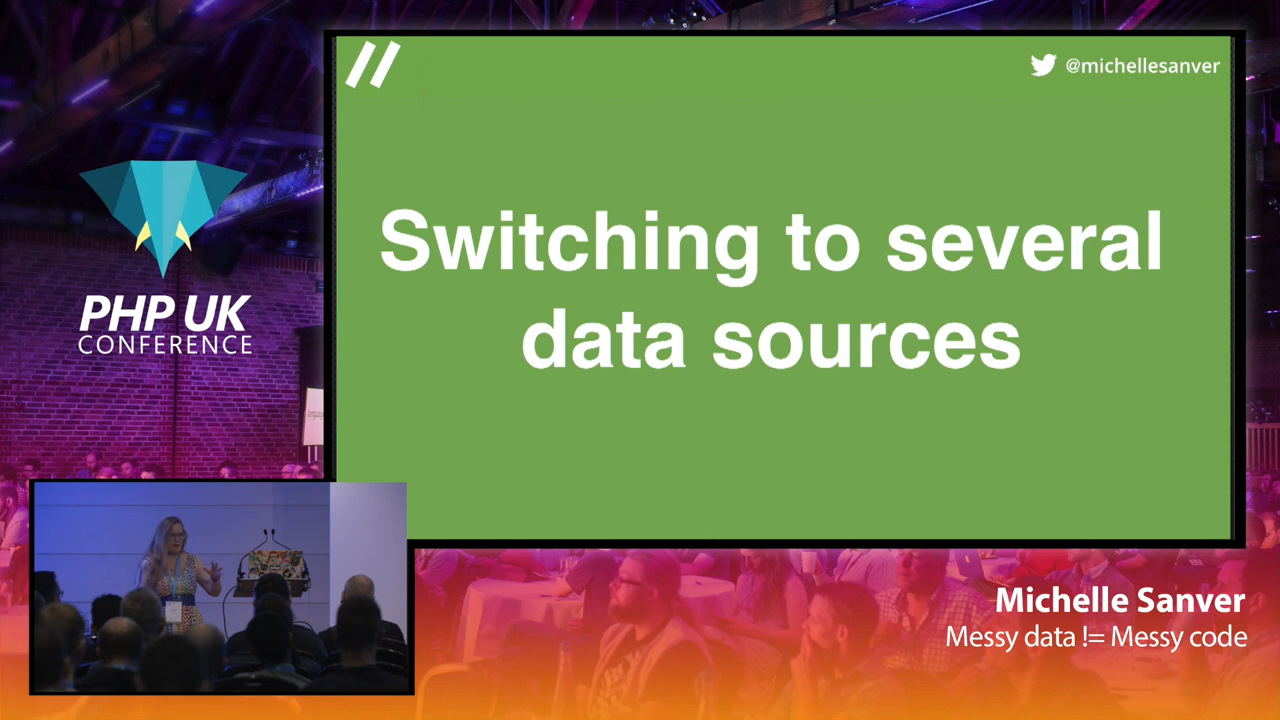 //
@michellesanver
Switching to several
data sources
PHP UK
CONFERENCE
Michelle Sanver
Messy data != Messy code